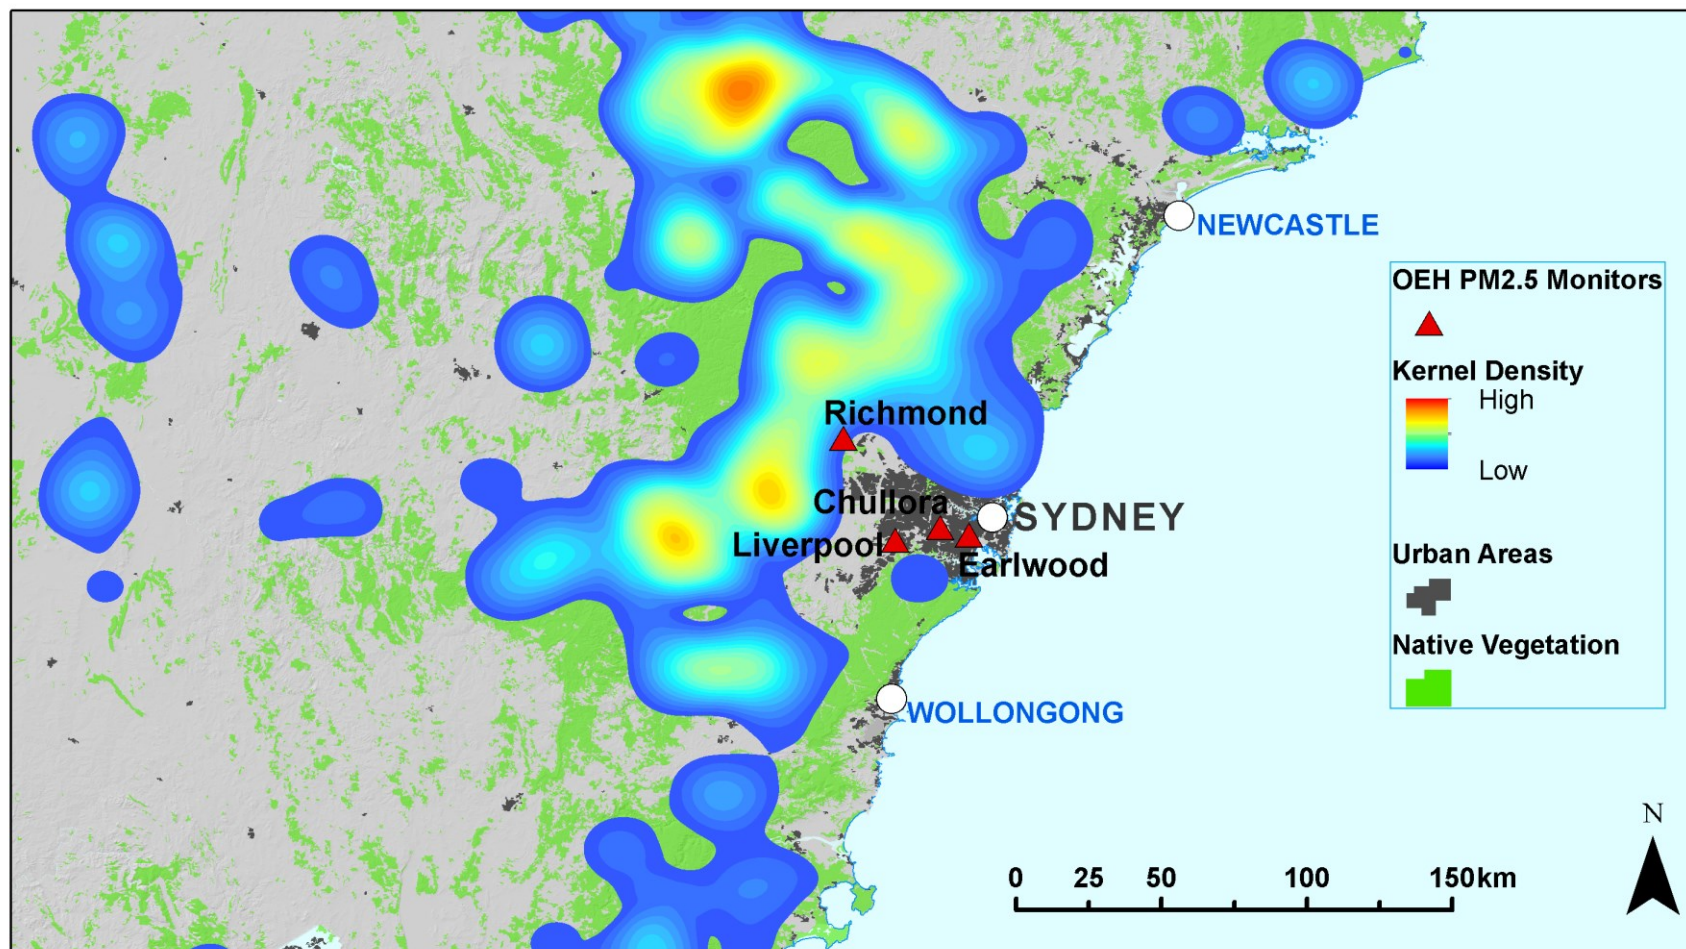 NEWCASTLE
OEH PM2.5 Monitors
Kernel Density
High
Low
Richmond
Chullora
SYDNEY
Liverpool
Earlwood
Urban Areas
Native Vegetation
WOLLONGONG
N
0 25 50 100 150km